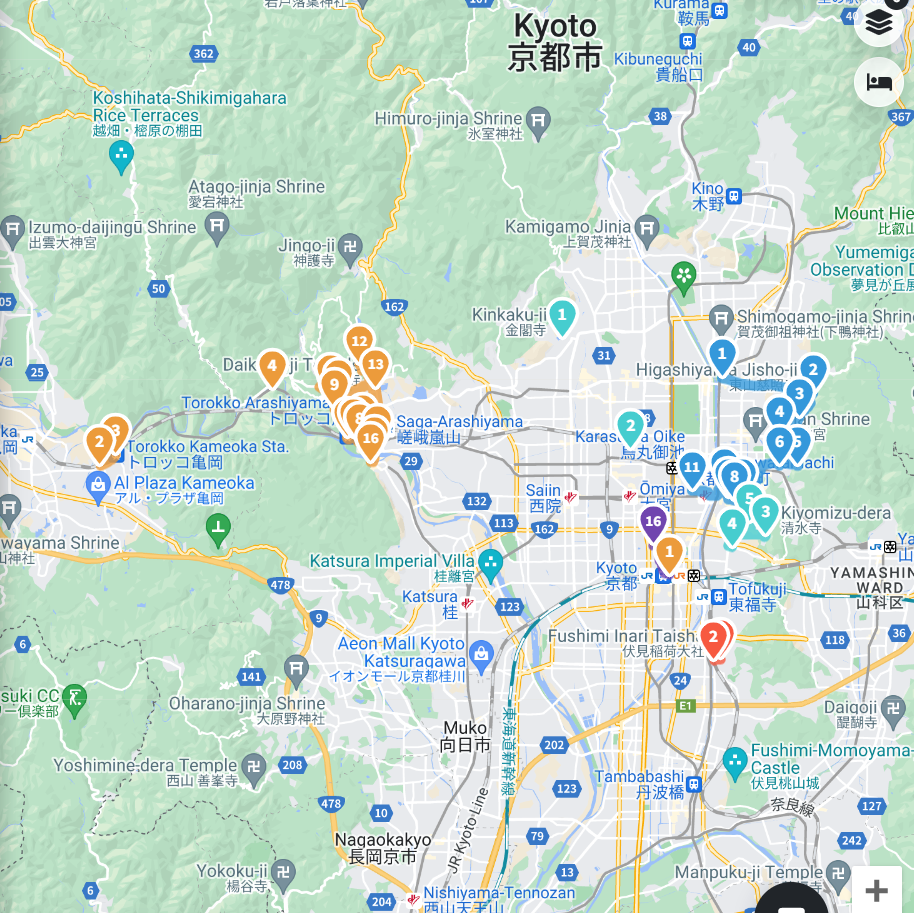 Kyoto
京都市
Kurama
鞍馬
Kibuneguchi
貴船口
40
362
38
367
Koshihata-Shikimigahara
Rice Terraces
越畑・樒原の棚田
Himuro-jinja Shrine
氷室神社
Kino
木野
Atago-jinja Shrine
愛宕神社
Izumo-daijingū Shrine
出雲大神宮
Jingo-ji
神護寺
Kamigamo Jinja
上賀茂神社
Mount Hie
比叡山
Yumemiga
Observation D
夢見が丘展
50
162
Kinkaku-ji
金閣寺
1
Shimogamo-jinja Shrine
賀茂御祖神社(下鴨神社)
31
25
12
13
4
9
1
2
3
4
6
5
Higashiyama Jisho-ji
東山慈照
Torokko Arashiyama
トロッコ
Saga-Arashiyama
嵯峨嵐山
16
2
Karasuma Oike
烏丸御池
2
3
Torokko Kameoka Sta.
トロッコ亀岡
JR
29
11
8
Al Plaza Kameoka
アル・プラザ亀岡
Saiin
西院
Ōmiya
大宮
5
4
3
Kiyomizu-dera
清水寺
132
113
162
9
16
1
wayama Shrine
山神社
Katsura Imperial Villa
桂離宮
Kyoto
京都
JR
YAMASHIN
WARD
山科区
Tōfukuji
東福寺
JR
478
Katsura
桂
123
9
Fushimi Inari Taisha
伏見稲荷大社
2
118
36
6
Aeon Mall Kyoto
Katsuragawa
イオンモール京都桂川
141
24
E1
Oharano-jinja Shrine
大原野神社
suki CC
ー倶楽部
Daigoji
醍醐寺
Muko
向日市
東海道新幹線
202
Yoshimine-dera Temple
西山 善峯寺
208
Fushimi-Momoyama
Castle
伏見桃山城
Tambabashi
丹波橋
123
478
10
奈良線
127
JR Kyoto Line
79
242
Nagaokakyo
長岡京市
Yokoku-ji
楊谷寺
13
Manpuku-ji Temple
6
204
Nishiyama-Tennozan
西山天王山